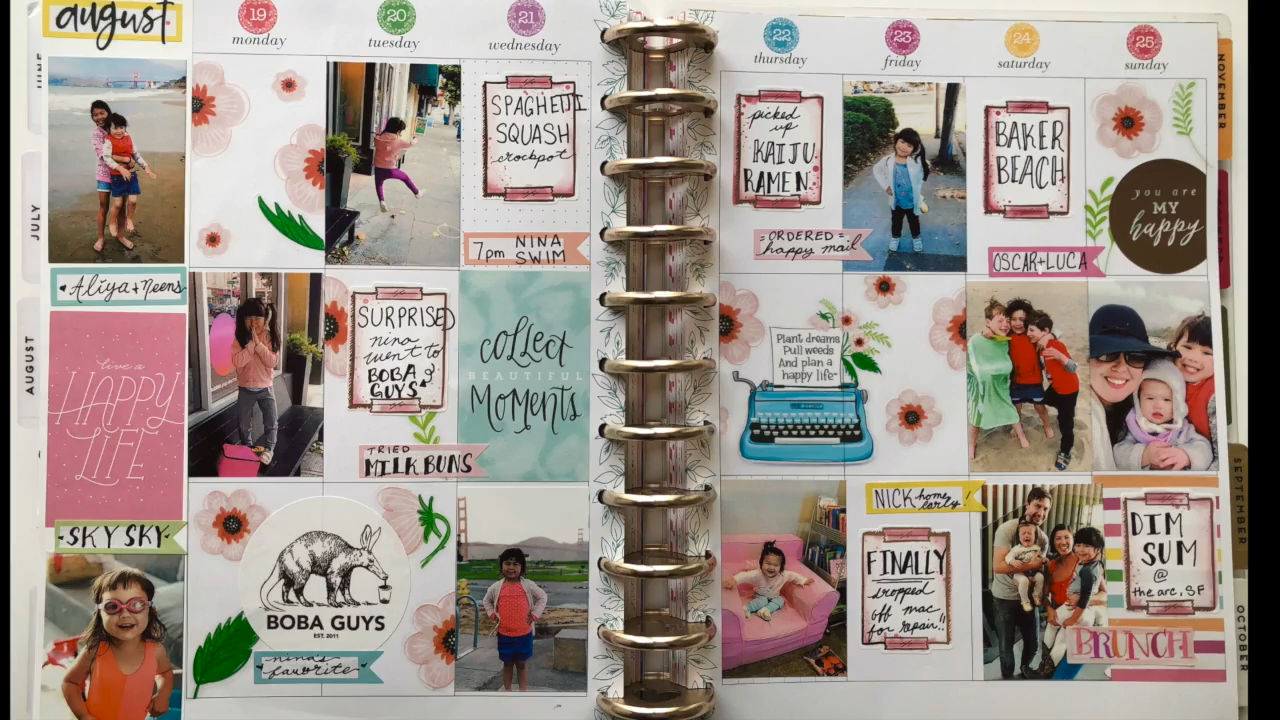 august
Aliya + Neens
live a
HAPPY
LIFE
SKY SKY
19
monday
20
tuesday
21
wednesday
SPAGHETTI
SQUASH
crockpot
7pm NINA
SWIM
SURPRISED
nina
went to
BOBA
GUYS
TRIED
MILK BUNS
collect
BEAUTIFUL
MOMENTS
BOBA GUYS
EST. 2011
nina's
favorite
22
thursday
23
friday
24
saturday
25
sunday
picked
up
KAIJU
RAMEN
=ORDERED=
happy mail
BAKER
BEACH
OSCAR+LUCA
you are
MY
happy
Plant dreams
Pull weeds
And plan a
happy life
NICK home
early!
FINALLY
dropped
off mac
for repair!!
DIM
SUM
@
the arc, SF
BRUNCH
JUNE
JULY
AUGUST
NOVEMBER
SEPTEMBER
OCTOBER